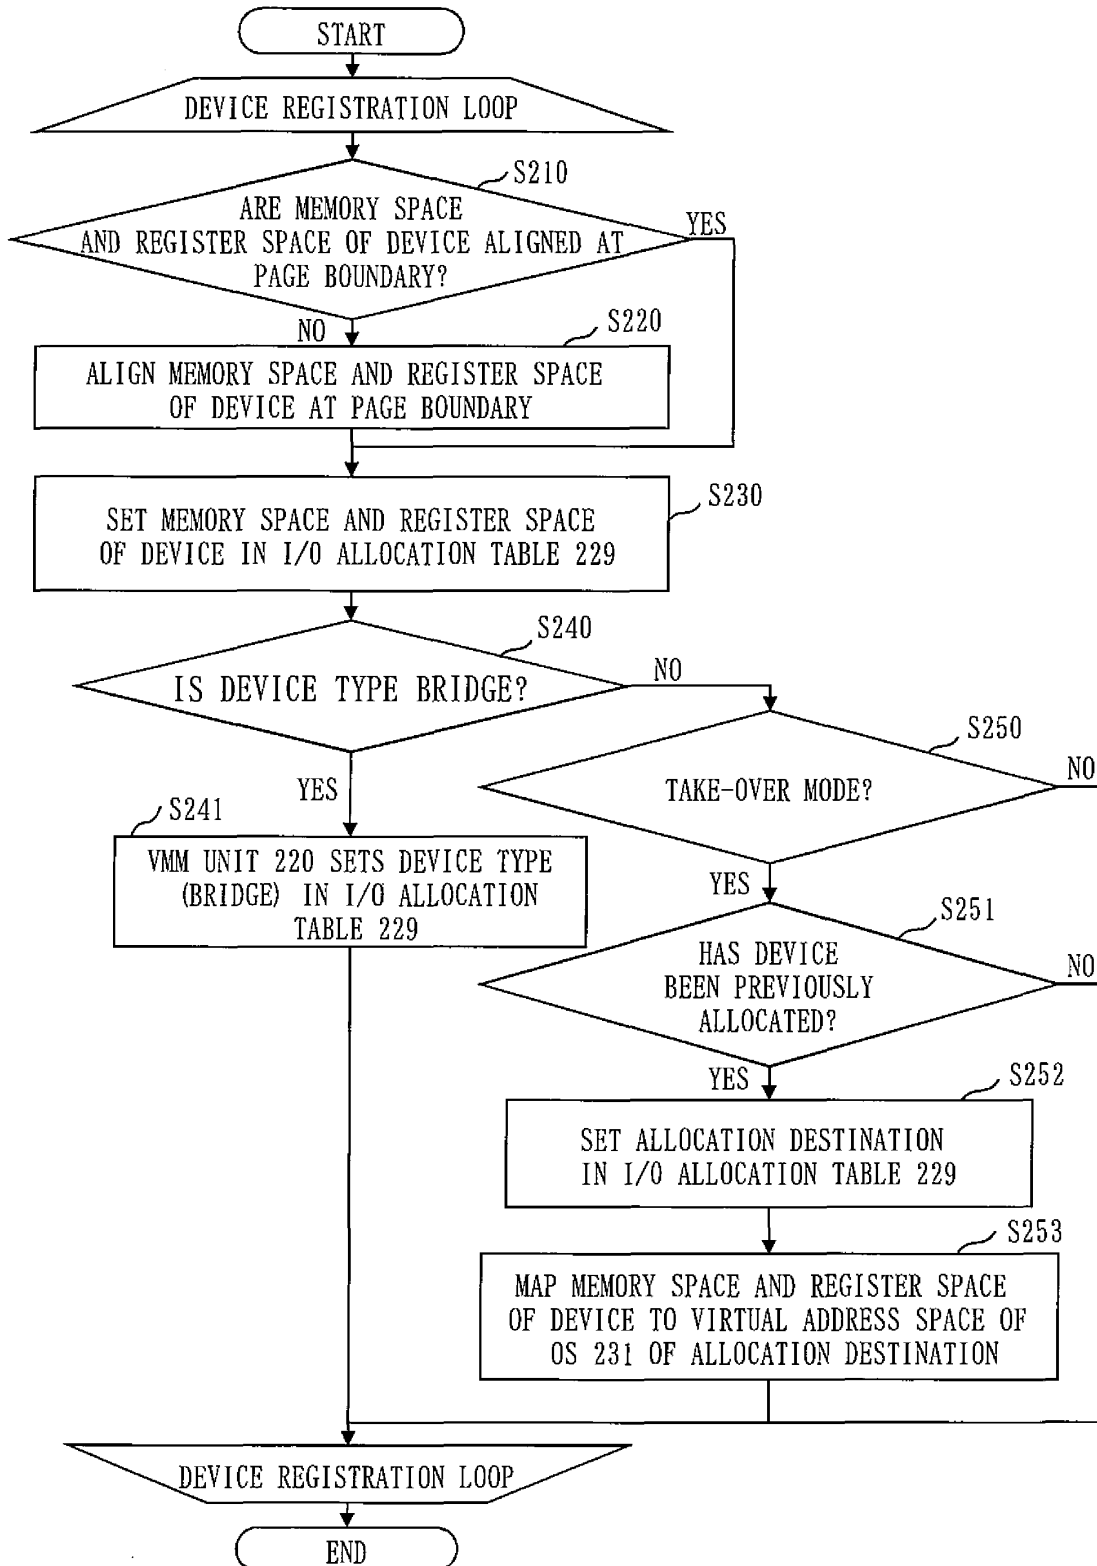 START
DEVICE REGISTRATION LOOP
S210
ARE MEMORY SPACE
AND REGISTER SPACE OF DEVICE ALIGNED AT
PAGE BOUNDARY?
YES
NO
S220
ALIGN MEMORY SPACE AND REGISTER SPACE
OF DEVICE AT PAGE BOUNDARY
S230
SET MEMORY SPACE AND REGISTER SPACE
OF DEVICE IN I/O ALLOCATION TABLE 229
S240
IS DEVICE TYPE BRIDGE?
NO
YES
S241
VMM UNIT 220 SETS DEVICE TYPE
(BRIDGE) IN I/O ALLOCATION
TABLE 229
S250
TAKE-OVER MODE?
NO
YES
S251
HAS DEVICE
BEEN PREVIOUSLY
ALLOCATED?
NO
YES
S252
SET ALLOCATION DESTINATION
IN I/O ALLOCATION TABLE 229
S253
MAP MEMORY SPACE AND REGISTER SPACE
OF DEVICE TO VIRTUAL ADDRESS SPACE OF
OS 231 OF ALLOCATION DESTINATION
DEVICE REGISTRATION LOOP
END